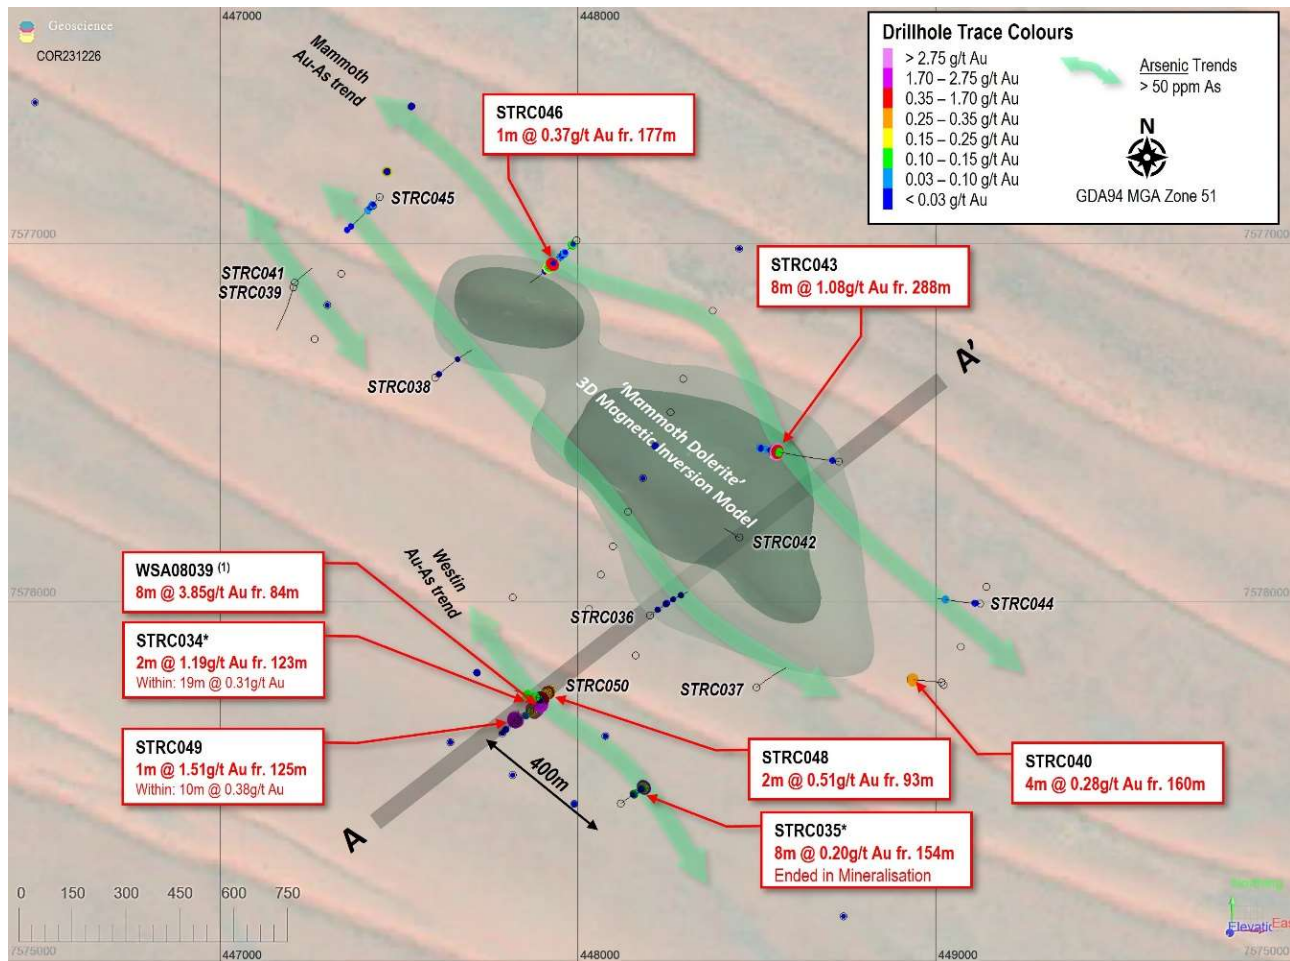 447000
448000
Geoscience
COR231226
Mammoth
Au-As trend
Drillhole Trace Colours
> 2.75 g/t Au
1.70 – 2.75 g/t Au
0.35 – 1.70 g/t Au
0.25 – 0.35 g/t Au
0.15 – 0.25 g/t Au
0.10 – 0.15 g/t Au
0.03 – 0.10 g/t Au
< 0.03 g/t Au
Arsenic Trends
> 50 ppm As
N
GDA94 MGA Zone 51
STRC046
1m @ 0.37g/t Au fr. 177m
STRC045
7577000
7577000
STRC041
STRC039
STRC043
8m @ 1.08g/t Au fr. 288m
STRC038
A'
'Mammoth Dolerite'
3D Magnetic Inversion Model
STRC042
WSA08039 (1)
8m @ 3.85g/t Au fr. 84m
Westin
Au-As trend
STRC036
STRC044
7576000
STRC034*
2m @ 1.19g/t Au fr. 123m
Within: 19m @ 0.31g/t Au
STRC050
STRC037
STRC049
1m @ 1.51g/t Au fr. 125m
Within: 10m @ 0.38g/t Au
400m
STRC048
2m @ 0.51g/t Au fr. 93m
STRC040
4m @ 0.28g/t Au fr. 160m
A
STRC035*
8m @ 0.20g/t Au fr. 154m
Ended in Mineralisation
0 150 300 450 600 750
7575000
447000
448000
449000
7575000
Elevatio
Eas